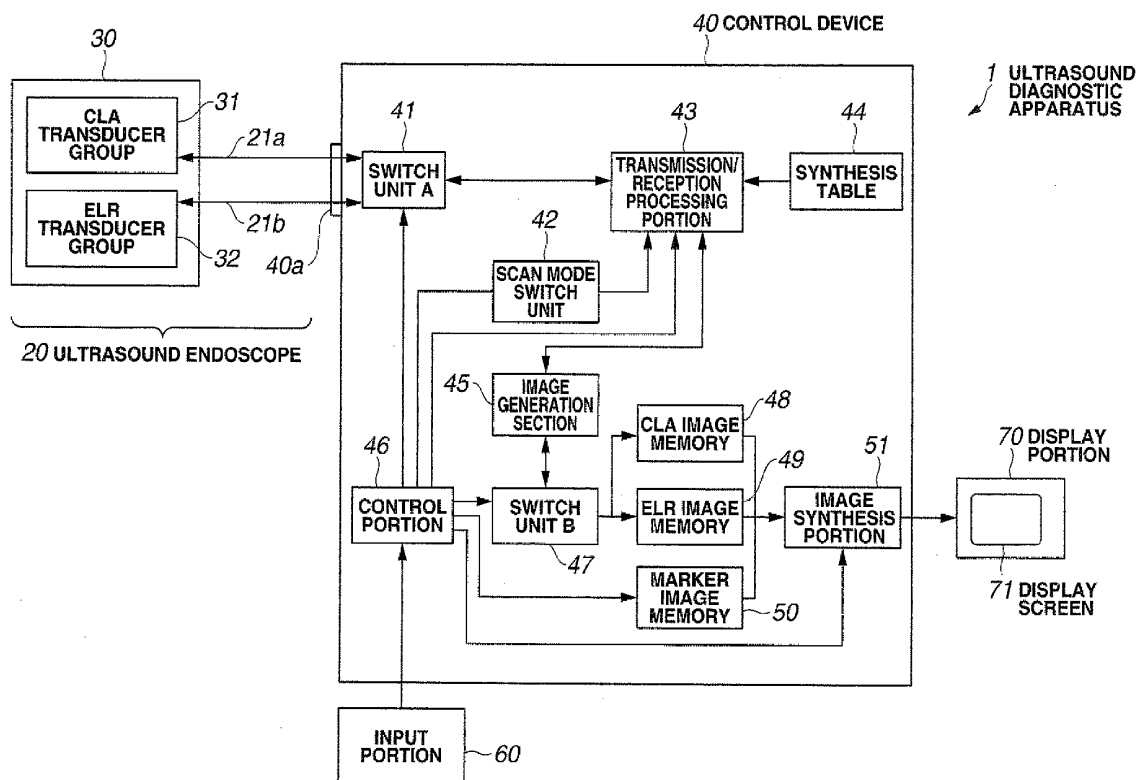 40 CONTROL DEVICE
1 ULTRASOUND
DIAGNOSTIC
APPARATUS
30
CLA
TRANSDUCER
GROUP
31
21a
ELR
TRANSDUCER
GROUP
32
21b
40a
20 ULTRASOUND ENDOSCOPE
41
SWITCH
UNIT A
43
TRANSMISSION/
RECEPTION
PROCESSING
PORTION
44
SYNTHESIS
TABLE
42
SCAN MODE
SWITCH
UNIT
45
IMAGE
GENERATION
SECTION
46
CONTROL
PORTION
SWITCH
UNIT B
47
48
CLA IMAGE
MEMORY
49
ELR IMAGE
MEMORY
MARKER
IMAGE
MEMORY
50
51
IMAGE
SYNTHESIS
PORTION
70 DISPLAY
PORTION
71 DISPLAY
SCREEN
INPUT
PORTION
60